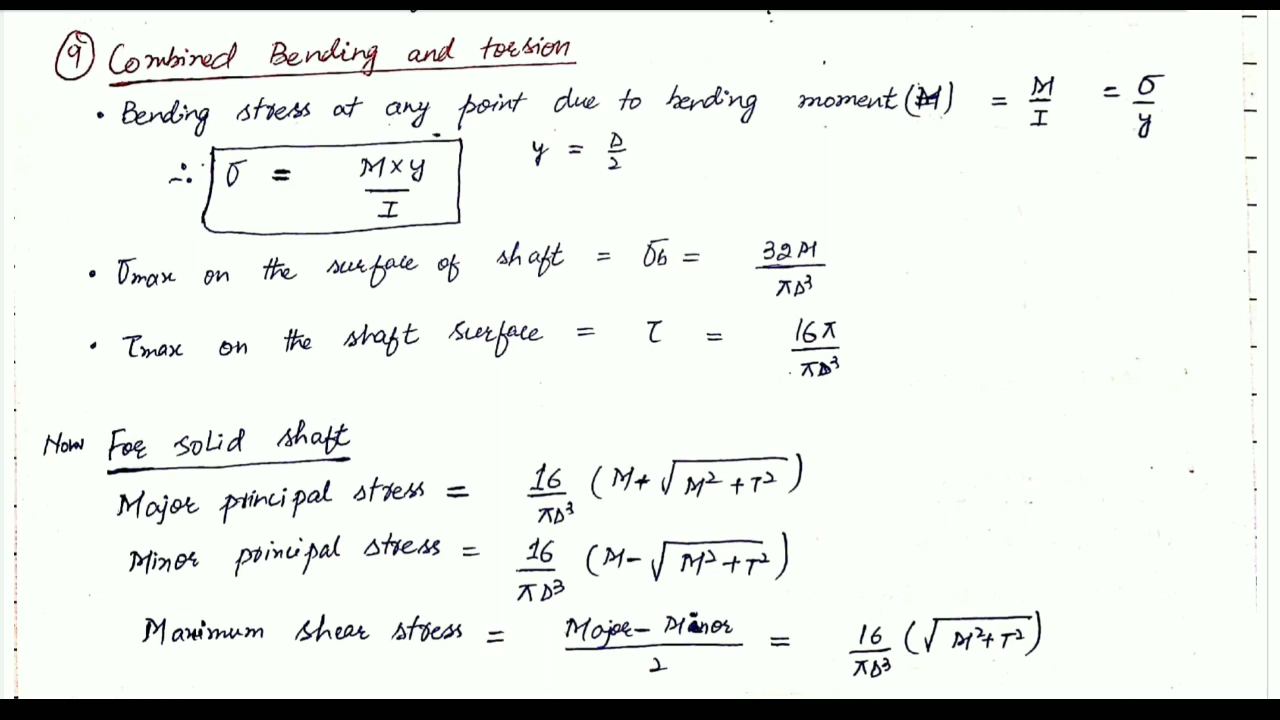 9 Combined Bending and torsion
• Bending stress at any point due to bending moment (M) = M/I = σ/y
∴ σ = M×y/I    y = D/2
• σmax on the surface of shaft = σb = 32M/πD³
• τmax on the shaft surface = τ = 16π/πD³
Now For solid shaft
Major principal stress = 16/πD³ (M+√M²+T²)
Minor principal stress = 16/πD³ (M-√M²+T²)
Maximum shear stress = Major-Minor/2 = 16/πD³ (√M²+T²)